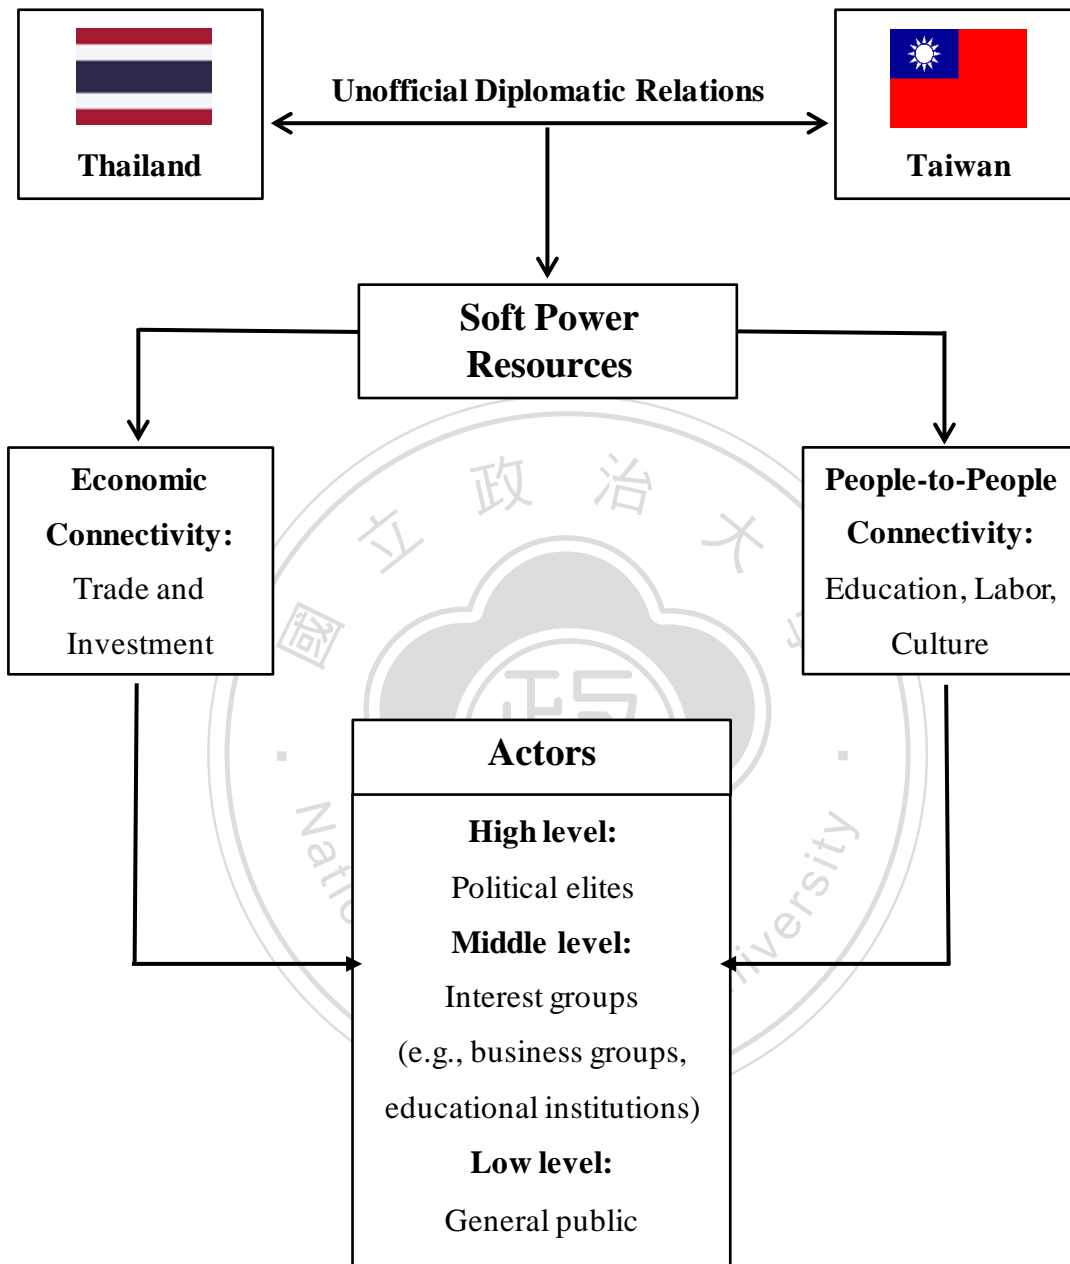 Unofficial Diplomatic Relations
Thailand
Taiwan
Soft Power
Resources
Economic
Connectivity:
Trade and
Investment
People-to-People
Connectivity:
Education, Labor,
Culture
Actors
High level:
Political elites
Middle level:
Interest groups
(e.g., business groups,
educational institutions)
Low level:
General public
國立政治大